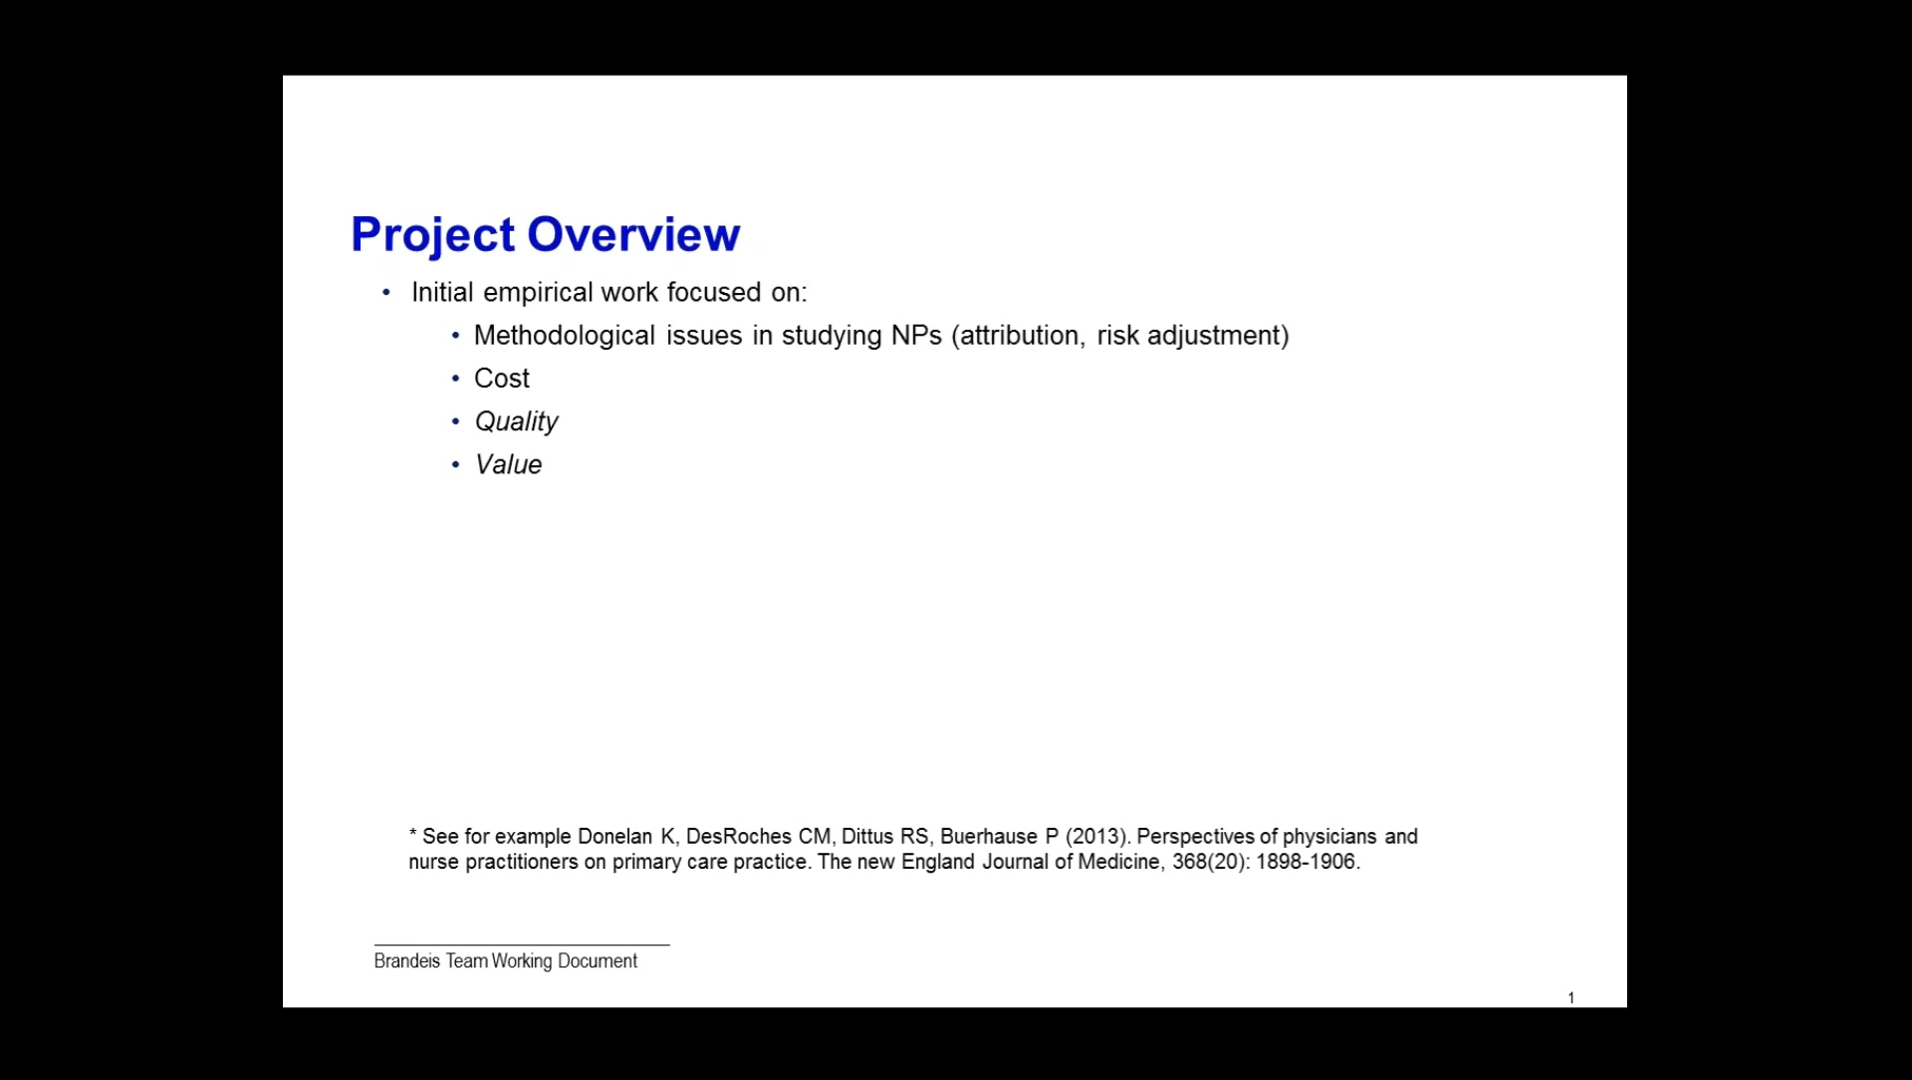 Project Overview
• Initial empirical work focused on:
• Methodological issues in studying NPs (attribution, risk adjustment)
• Cost
• Quality
• Value
* See for example Donelan K, DesRoches CM, Dittus RS, Buerhause P (2013). Perspectives of physicians and
nurse practitioners on primary care practice. The new England Journal of Medicine, 368(20): 1898-1906.
Brandeis Team Working Document
1